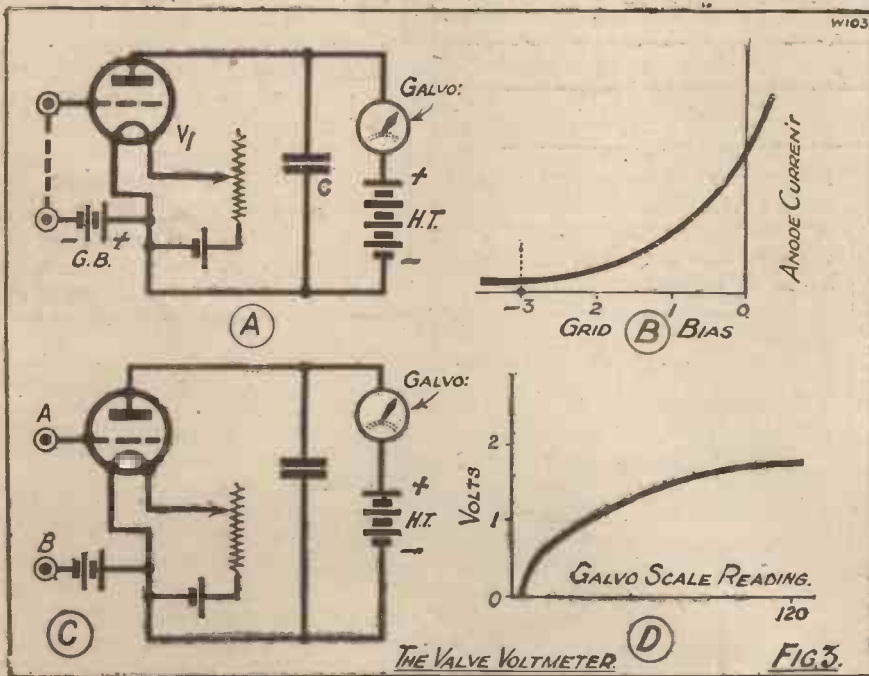 W103
GALVO:
V1
C
+
H.T.
-
- +
G.B.
A
ANODE CURRENT
-3 2 1 0
GRID B BIAS
A
GALVO:
+
H.T.
-
B
C
VOLTS
2
1
0
GALVO SCALE READING.
120
D
THE VALVE VOLTMETER.
FIG.3.